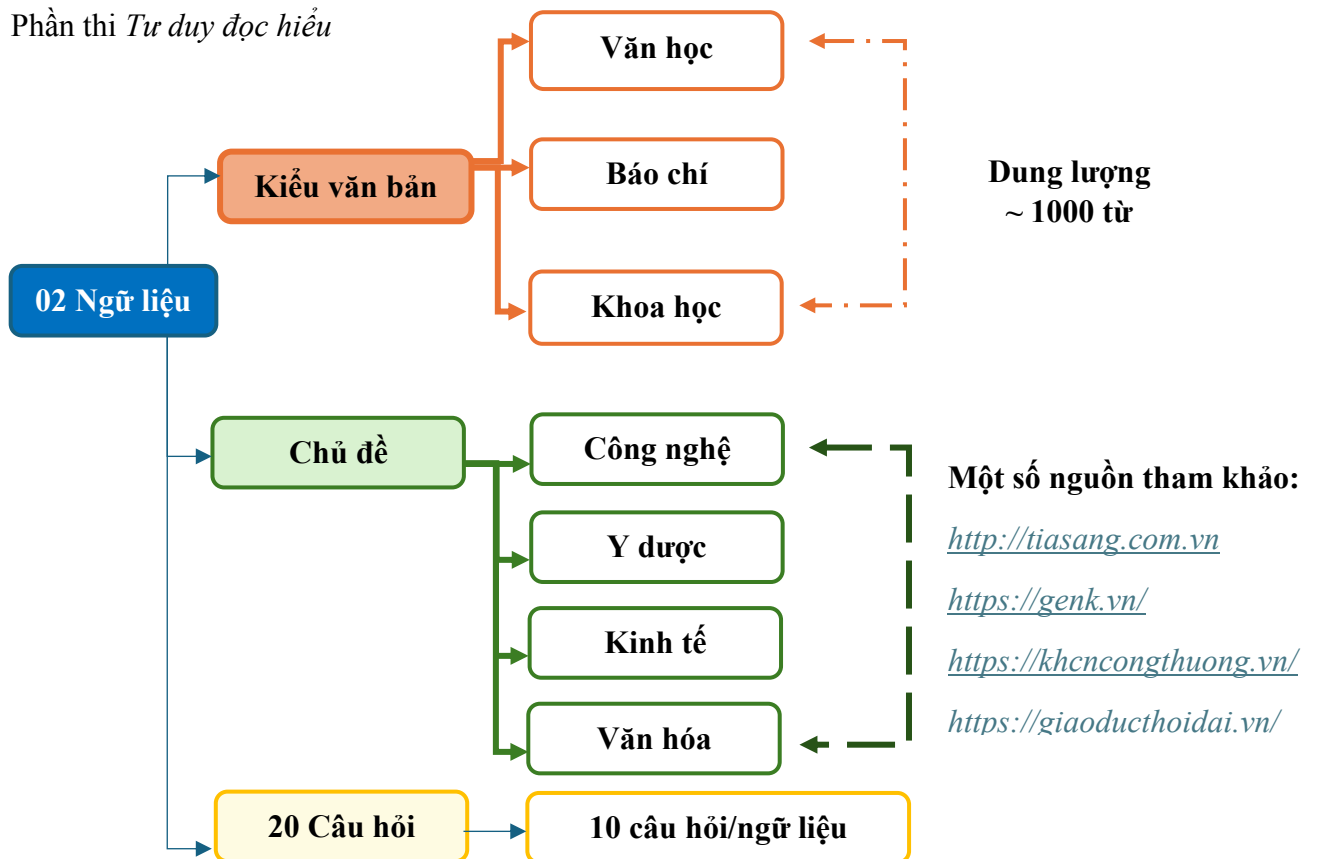 Phần thi Tư duy đọc hiểu
02 Ngữ liệu
Kiểu văn bản
Văn học
Báo chí
Khoa học
Dung lượng
~ 1000 từ
Chủ đề
Công nghệ
Y dược
Kinh tế
Văn hóa
Một số nguồn tham khảo:
http://tiasang.com.vn
https://genk.vn/
https://khcncongthuong.vn/
https://giaoducthoidai.vn/
20 Câu hỏi
10 câu hỏi/ngữ liệu